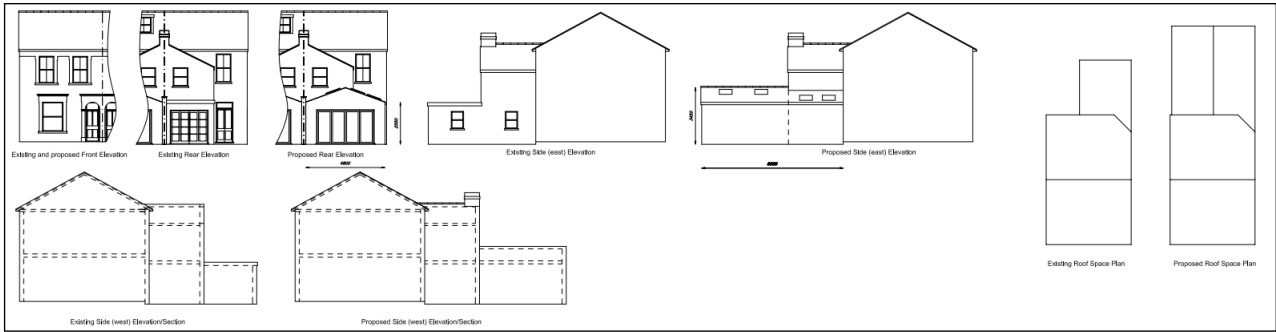 Existing and proposed Front Elevation
Existing Rear Elevation
Proposed Rear Elevation
4800
Existing Side (east) Elevation
Proposed Side (east) Elevation
Existing Side (west) Elevation/Section
Proposed Side (west) Elevation/Section
Existing Roof Space Plan
Proposed Roof Space Plan